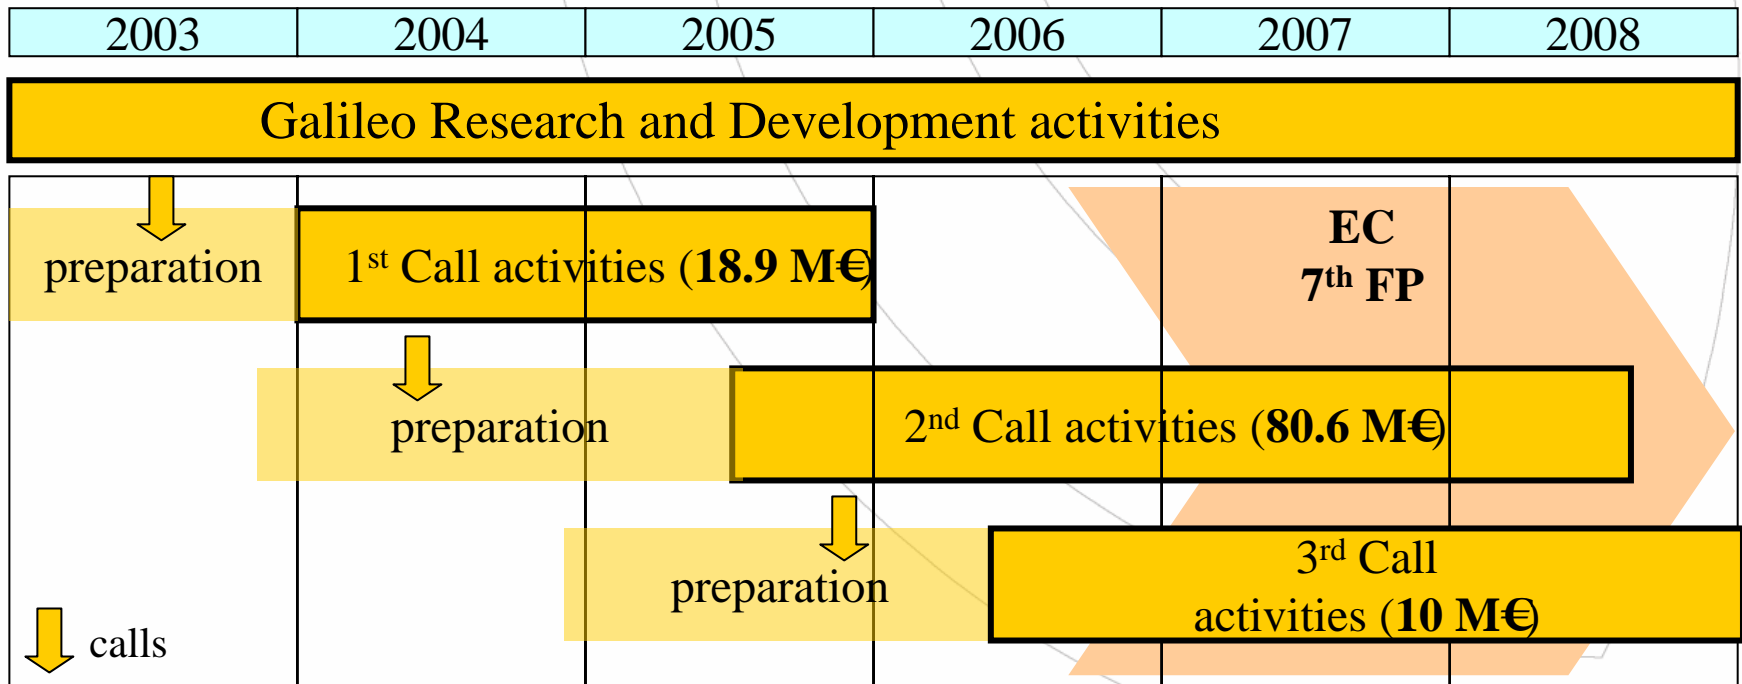 2003 2004 2005 2006 2007 2008
Galileo Research and Development activities
EC
7th FP
preparation
1st Call activities (18.9 M€)
preparation
2nd Call activities (80.6 M€)
preparation
3rd Call
activities (10 M€)
calls